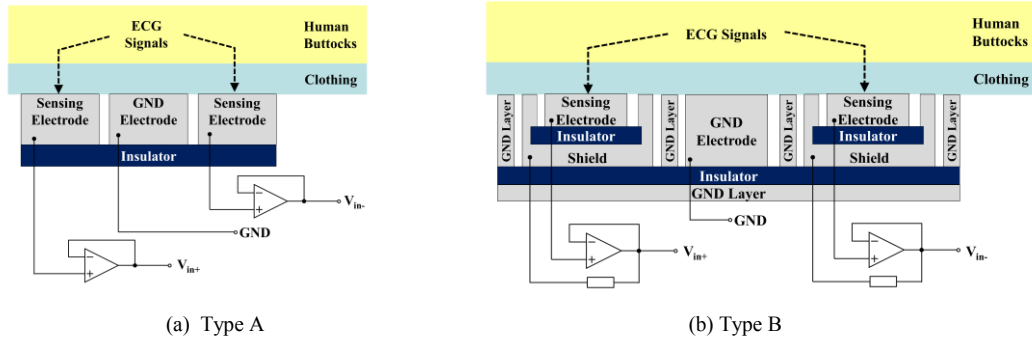 Human
Buttocks
ECG
Signals
Clothing
Sensing
Electrode
GND
Electrode
Sensing
Electrode
Insulator
Vin-
GND
Vin+
(a) Type A
Human
Buttocks
ECG Signals
Clothing
GND Layer
Sensing
Electrode
Insulator
Shield
GND Layer
GND
Electrode
GND Layer
Sensing
Electrode
Insulator
Shield
GND Layer
Insulator
GND Layer
GND
Vin+
Vin-
(b) Type B